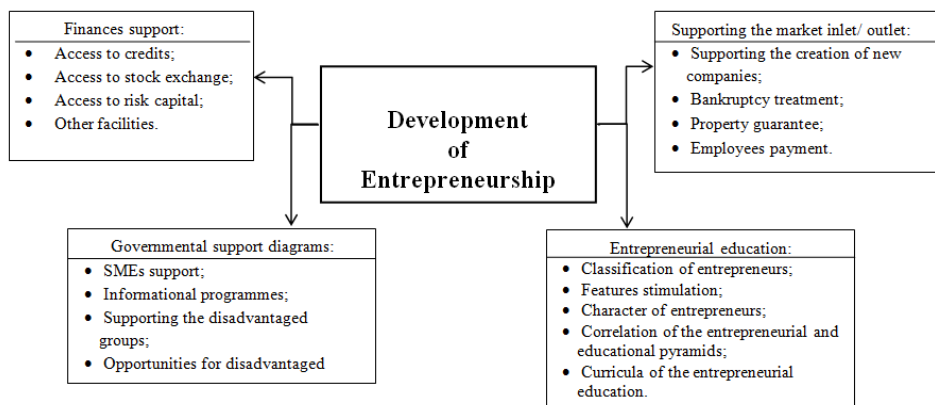 Finances support:
• Access to credits;
• Access to stock exchange;
• Access to risk capital;
• Other facilities.
Supporting the market inlet/ outlet:
• Supporting the creation of new
companies;
• Bankruptcy treatment;
• Property guarantee;
• Employees payment.
Development
of
Entrepreneurship
Governmental support diagrams:
• SMEs support;
• Informational programmes;
• Supporting the disadvantaged
groups;
• Opportunities for disadvantaged
Entrepreneurial education:
• Classification of entrepreneurs;
• Features stimulation;
• Character of entrepreneurs;
• Correlation of the entrepreneurial and
educational pyramids;
• Curricula of the entrepreneurial
education.